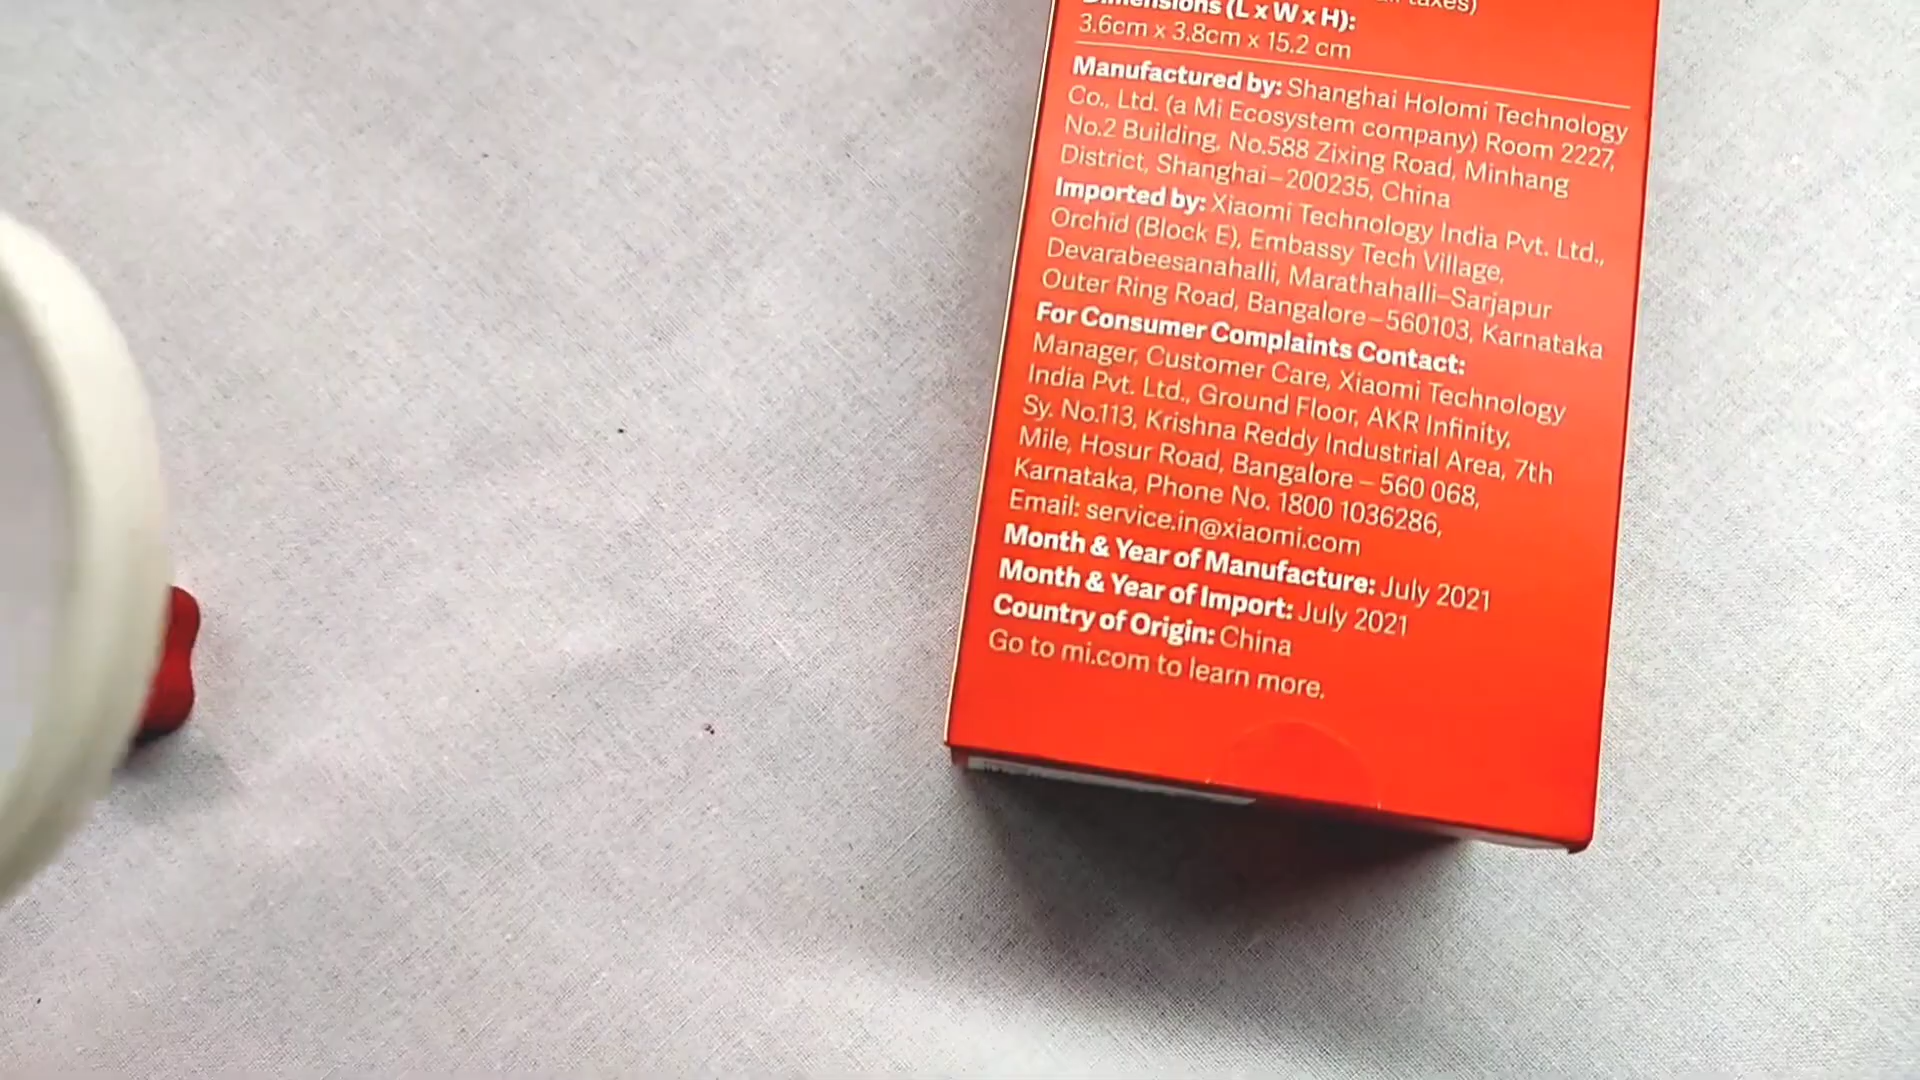 Dimensions (L x W x H):
3.6cm x 3.8cm x 15.2 cm
Manufactured by: Shanghai Holomi Technology
Co., Ltd. (a Mi Ecosystem company) Room 2227,
No.2 Building, No.588 Zixing Road, Minhang
District, Shanghai–200235, China
Imported by: Xiaomi Technology India Pvt. Ltd.,
Orchid (Block E), Embassy Tech Village,
Devarabeesanahalli, Marathahalli–Sarjapur
Outer Ring Road, Bangalore–560103, Karnataka
For Consumer Complaints Contact:
Manager, Customer Care, Xiaomi Technology
India Pvt. Ltd., Ground Floor, AKR Infinity,
Sy. No.113, Krishna Reddy Industrial Area, 7th
Mile, Hosur Road, Bangalore – 560 068,
Karnataka, Phone No. 1800 1036286,
Email: service.in@xiaomi.com
Month & Year of Manufacture: July 2021
Month & Year of Import: July 2021
Country of Origin: China
Go to mi.com to learn more.